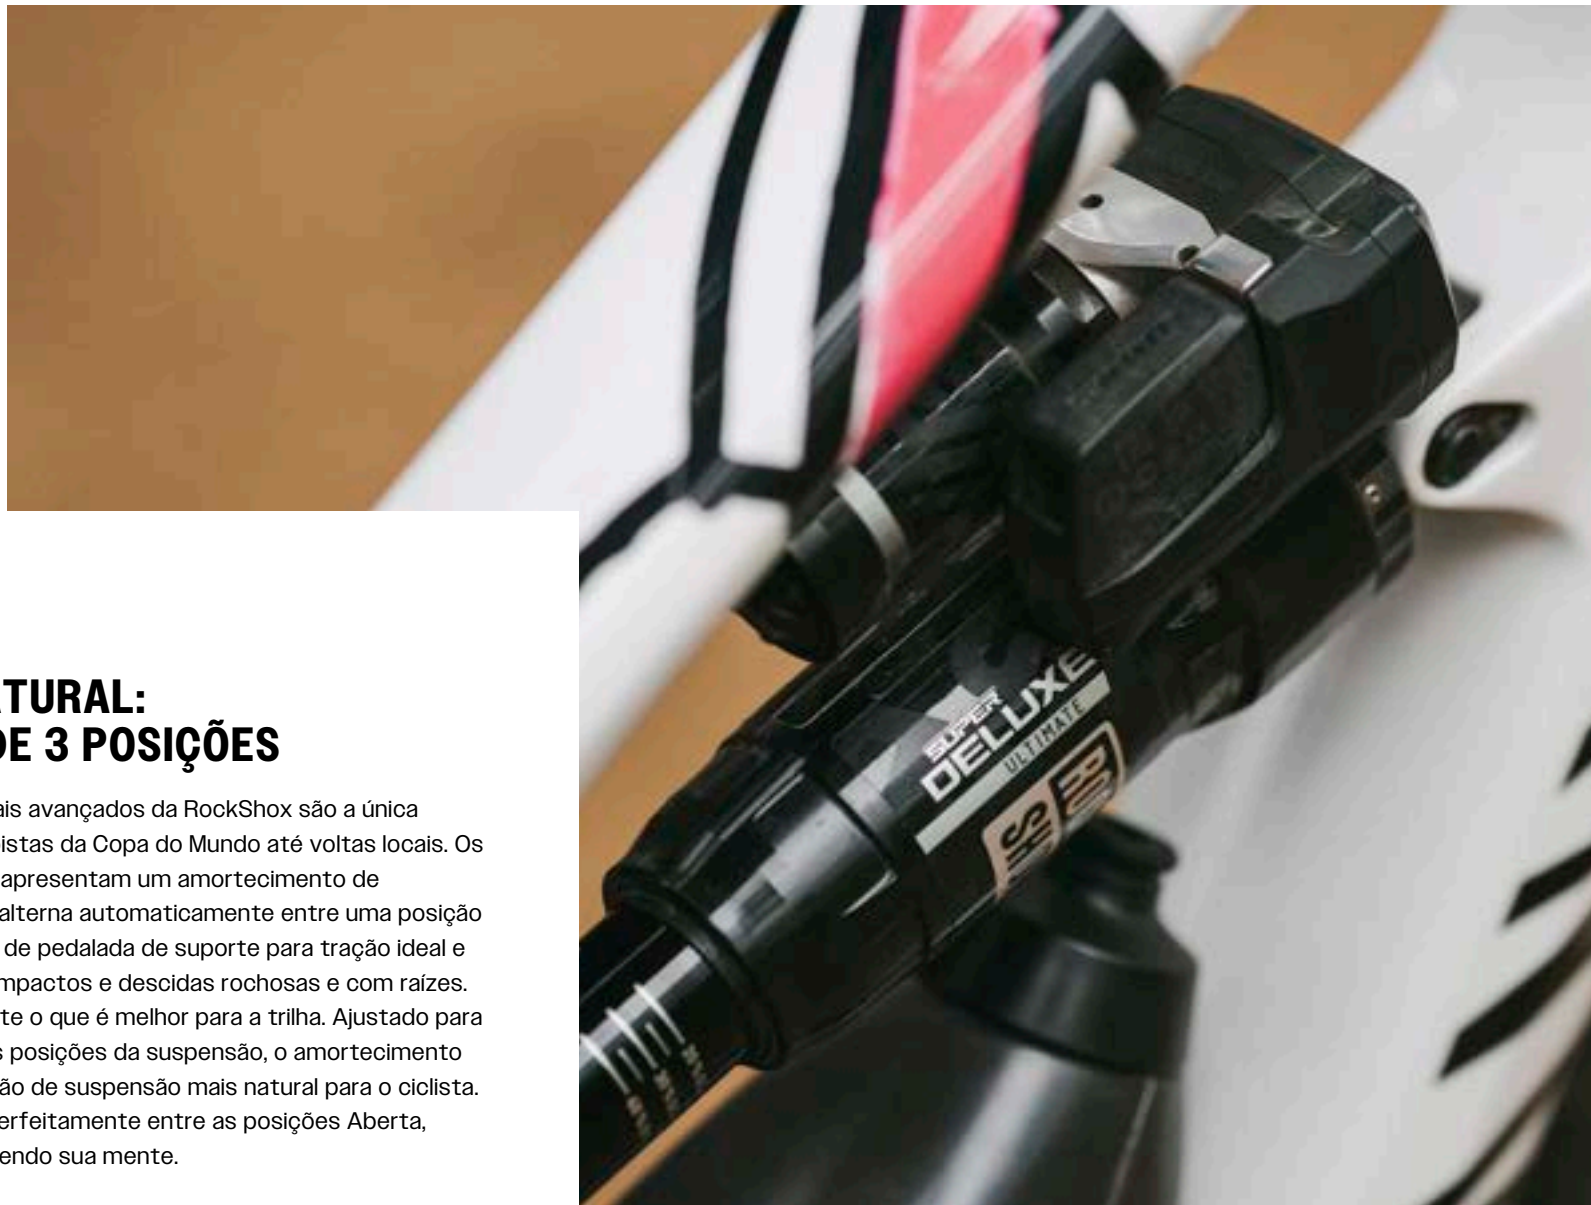 ATURAL:
DE 3 POSIÇÕES
ais avançados da RockShox são a única
pistas da Copa do Mundo até voltas locais. Os
apresentam um amortecimento de
alterna automaticamente entre uma posição
de pedalada de suporte para tração ideal e
mpactos e descidas rochosas e com raízes.
te o que é melhor para a trilha. Ajustado para
s posições da suspensão, o amortecimento
ão de suspensão mais natural para o ciclista.
erfeitamente entre as posições Aberta,
endo sua mente.
SUPER
DELUXE
ULTIMATE